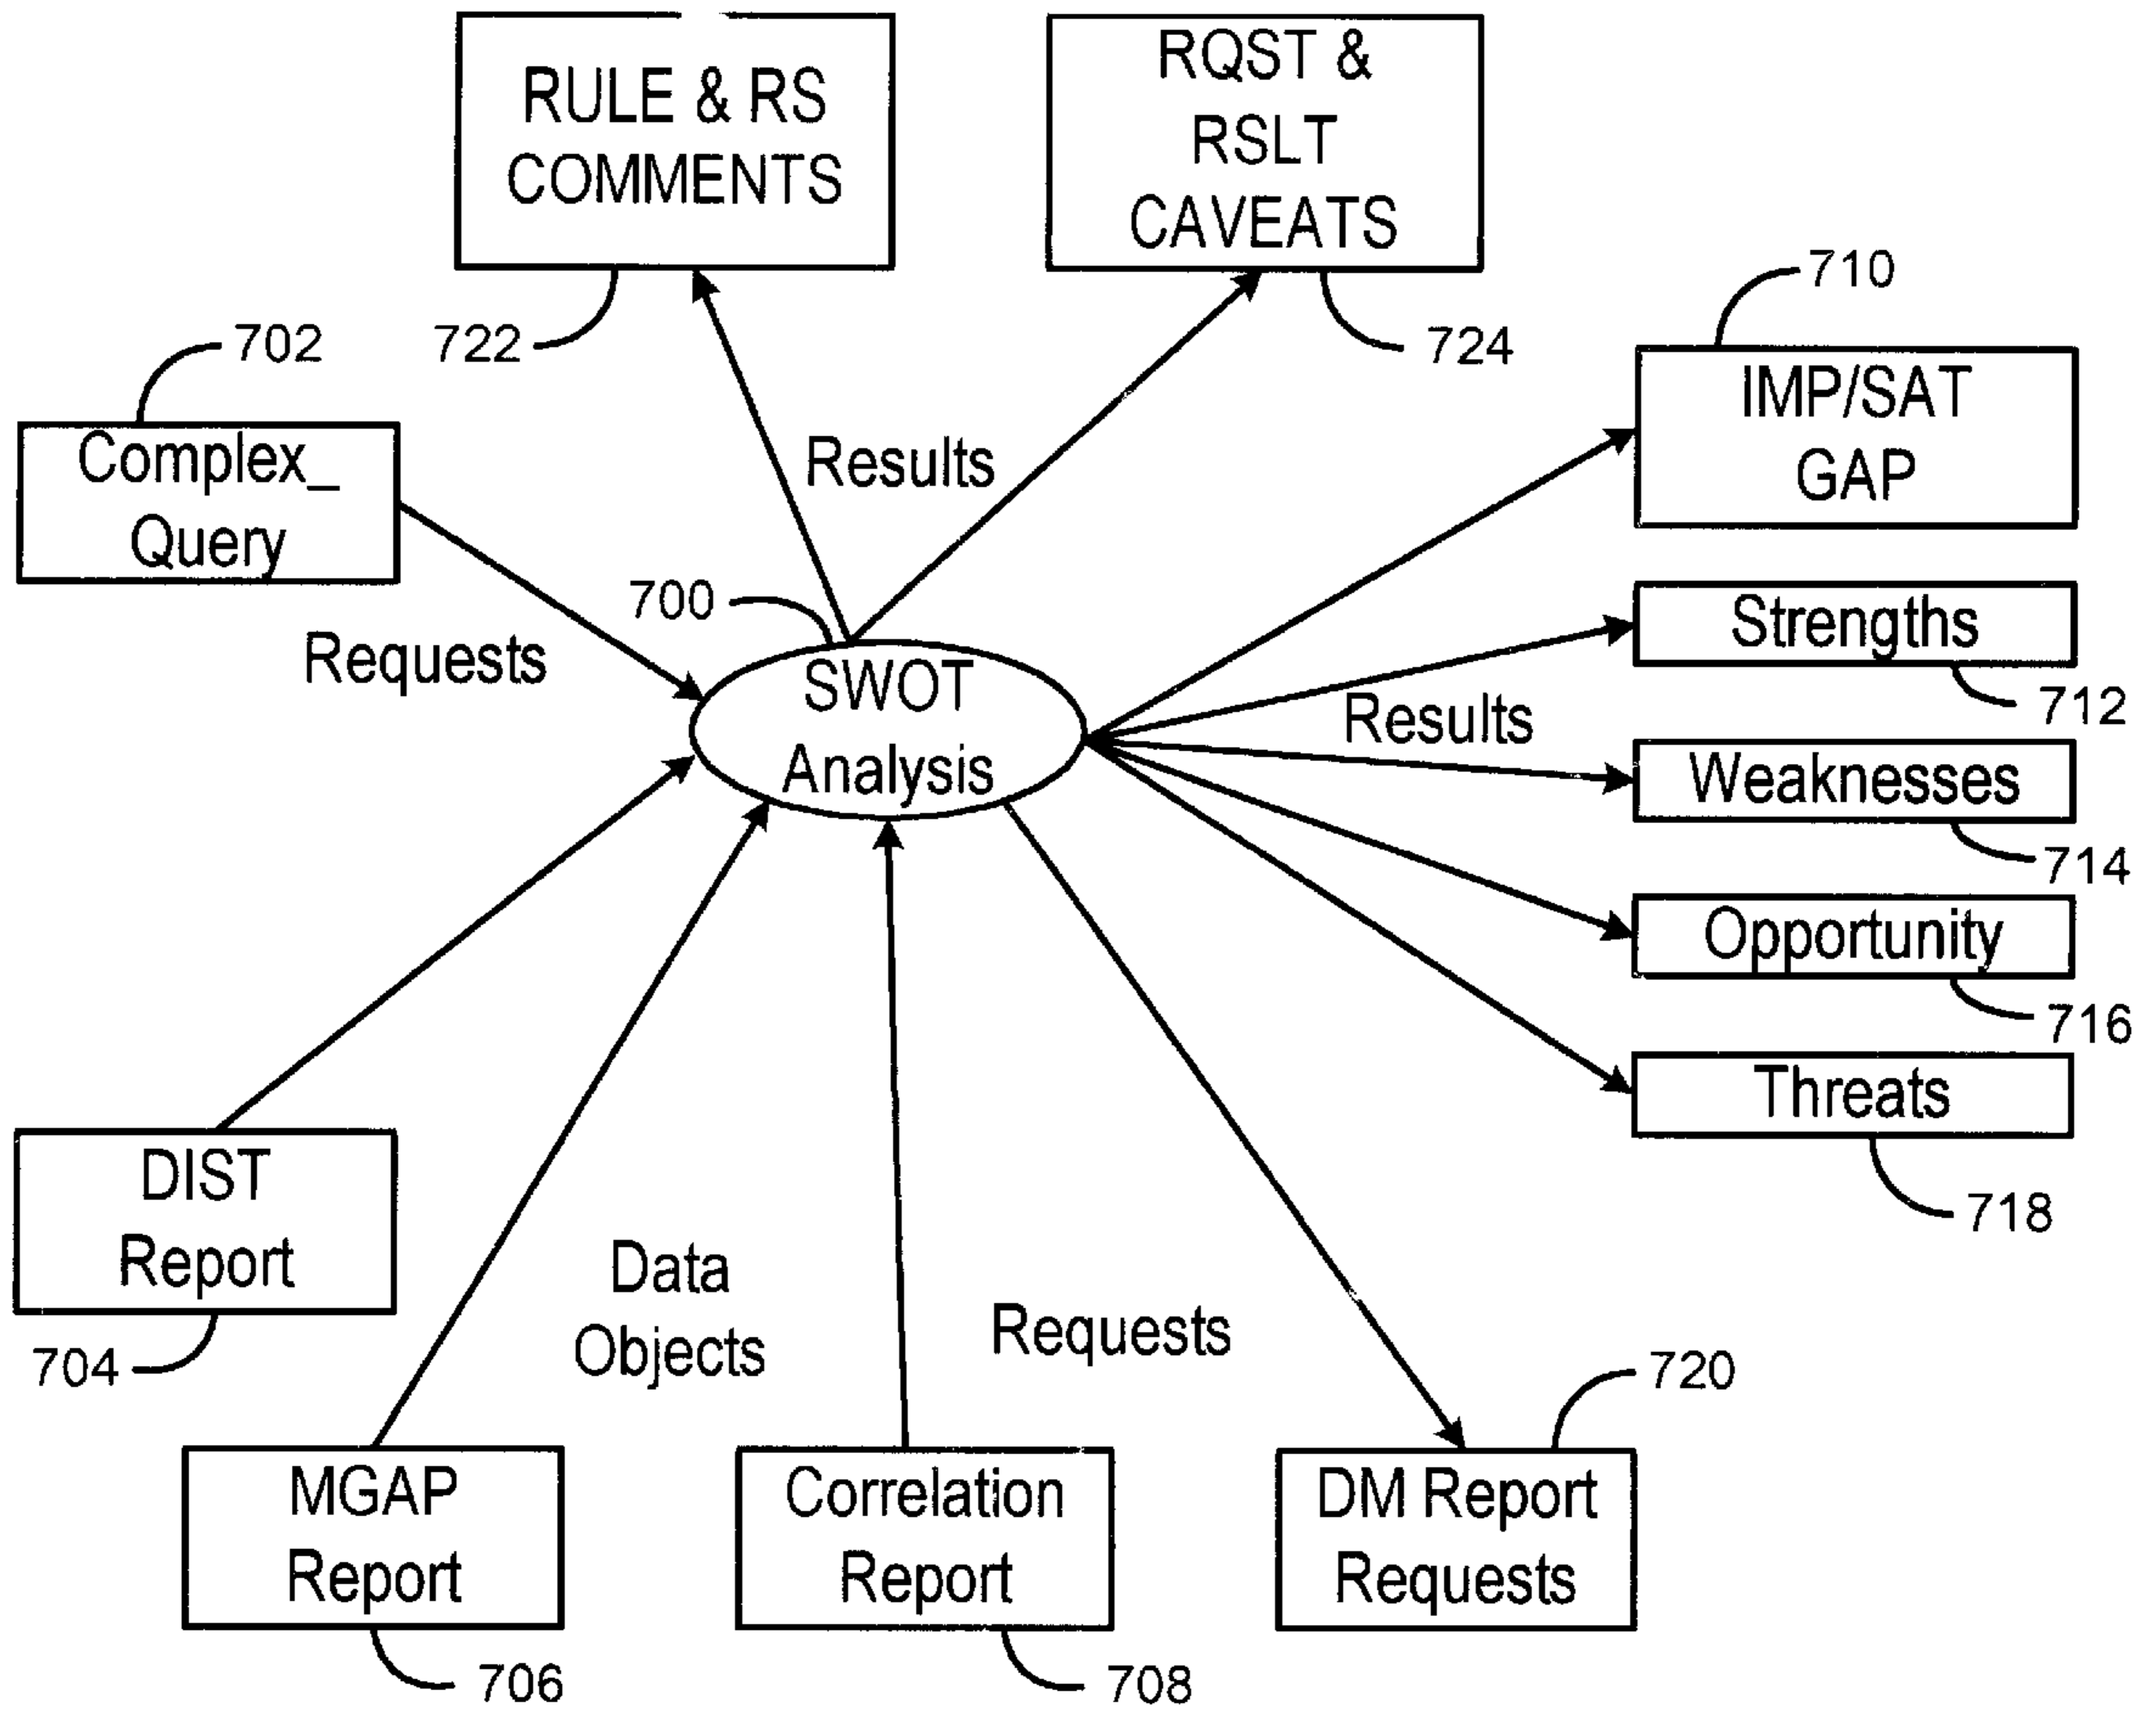 RULE & RS
COMMENTS
722
RQST &
RSLT
CAVEATS
724
702
Complex_
Query
Requests
Results
710
IMP/SAT
GAP
700
SWOT
Analysis
Strengths
712
Results
Weaknesses
714
Opportunity
716
Threats
718
DIST
Report
704
Data
Objects
Requests
MGAP
Report
706
Correlation
Report
708
720
DM Report
Requests